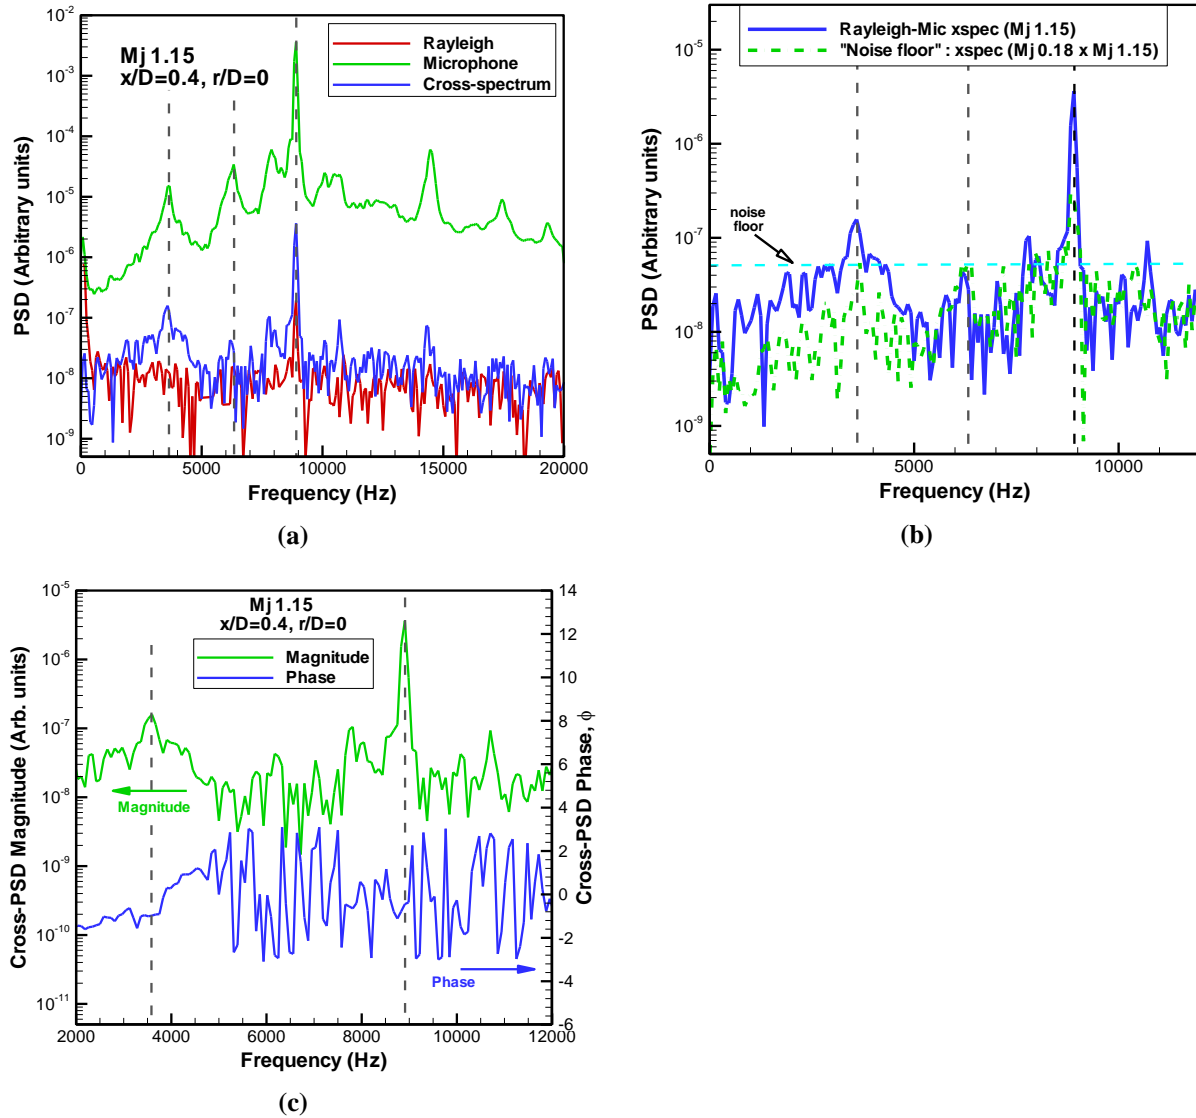 Mj 1.15
x/D=0.4, r/D=0
Rayleigh
Microphone
Cross-spectrum
PSD (Arbitrary units)
10-2
10-3
10-4
10-5
10-6
10-7
10-8
10-9
0
5000
10000
15000
20000
Frequency (Hz)
(a)
Rayleigh-Mic xspec (Mj 1.15)
"Noise floor" : xspec (Mj 0.18 x Mj 1.15)
noise
floor
PSD (Arbitrary units)
10-5
10-6
10-7
10-8
10-9
0
5000
10000
Frequency (Hz)
(b)
Mj 1.15
x/D=0.4, r/D=0
Magnitude
Phase
Magnitude
Phase
Cross-PSD Magnitude (Arb. units)
10-5
10-6
10-7
10-8
10-9
10-10
10-11
Cross-PSD Phase, ϕ
14
12
10
8
6
4
2
0
-2
-4
-6
2000
4000
6000
8000
10000
12000
Frequency (Hz)
(c)